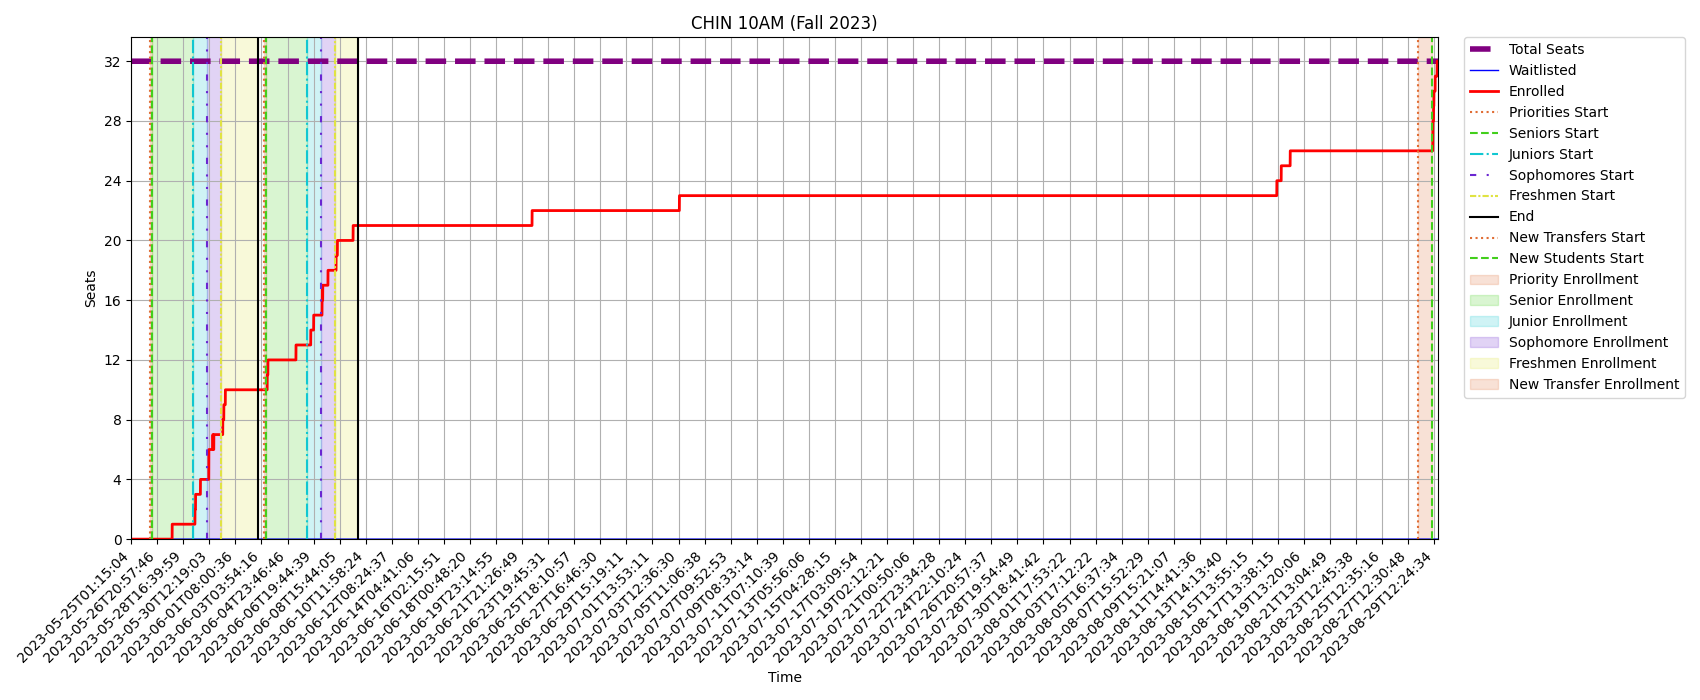 CHIN 10AM (Fall 2023)
Seats
32
28
24
20
16
12
8
4
0
2023-05-25T01:15:04
2023-05-26T20:57:46
2023-05-28T16:39:59
2023-05-30T12:19:03
2023-06-01T08:00:36
2023-06-03T03:54:16
2023-06-04T23:46:46
2023-06-06T19:44:39
2023-06-08T15:44:05
2023-06-10T11:58:24
2023-06-12T08:24:37
2023-06-14T04:41:06
2023-06-16T02:15:51
2023-06-18T00:48:20
2023-06-19T23:14:55
2023-06-21T21:26:49
2023-06-23T19:45:31
2023-06-25T18:10:57
2023-06-27T16:46:30
2023-06-29T15:19:11
2023-07-01T13:53:11
2023-07-03T12:36:30
2023-07-05T11:06:38
2023-07-07T09:52:53
2023-07-09T08:33:14
2023-07-11T07:10:39
2023-07-13T05:56:06
2023-07-15T04:28:15
2023-07-17T03:09:54
2023-07-19T02:12:21
2023-07-21T00:50:06
2023-07-22T23:34:28
2023-07-24T22:10:24
2023-07-26T20:57:37
2023-07-28T19:54:49
2023-07-30T18:41:42
2023-08-01T17:53:22
2023-08-03T17:12:22
2023-08-05T16:37:34
2023-08-07T15:52:29
2023-08-09T15:21:07
2023-08-11T14:41:36
2023-08-13T14:13:40
2023-08-15T13:55:15
2023-08-17T13:38:15
2023-08-19T13:20:06
2023-08-21T13:04:49
2023-08-23T12:45:38
2023-08-25T12:35:16
2023-08-27T12:30:48
2023-08-29T12:24:34
Time
Total Seats
Waitlisted
Enrolled
Priorities Start
Seniors Start
Juniors Start
Sophomores Start
Freshmen Start
End
New Transfers Start
New Students Start
Priority Enrollment
Senior Enrollment
Junior Enrollment
Sophomore Enrollment
Freshmen Enrollment
New Transfer Enrollment